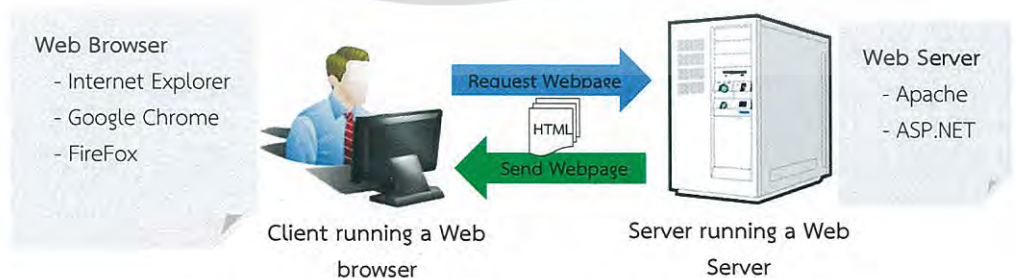 Web Browser
- Internet Explorer
- Google Chrome
- FireFox
Request Webpage
HTML
Send Webpage
Client running a Web
browser
Server running a Web
Server
Web Server
- Apache
- ASP.NET